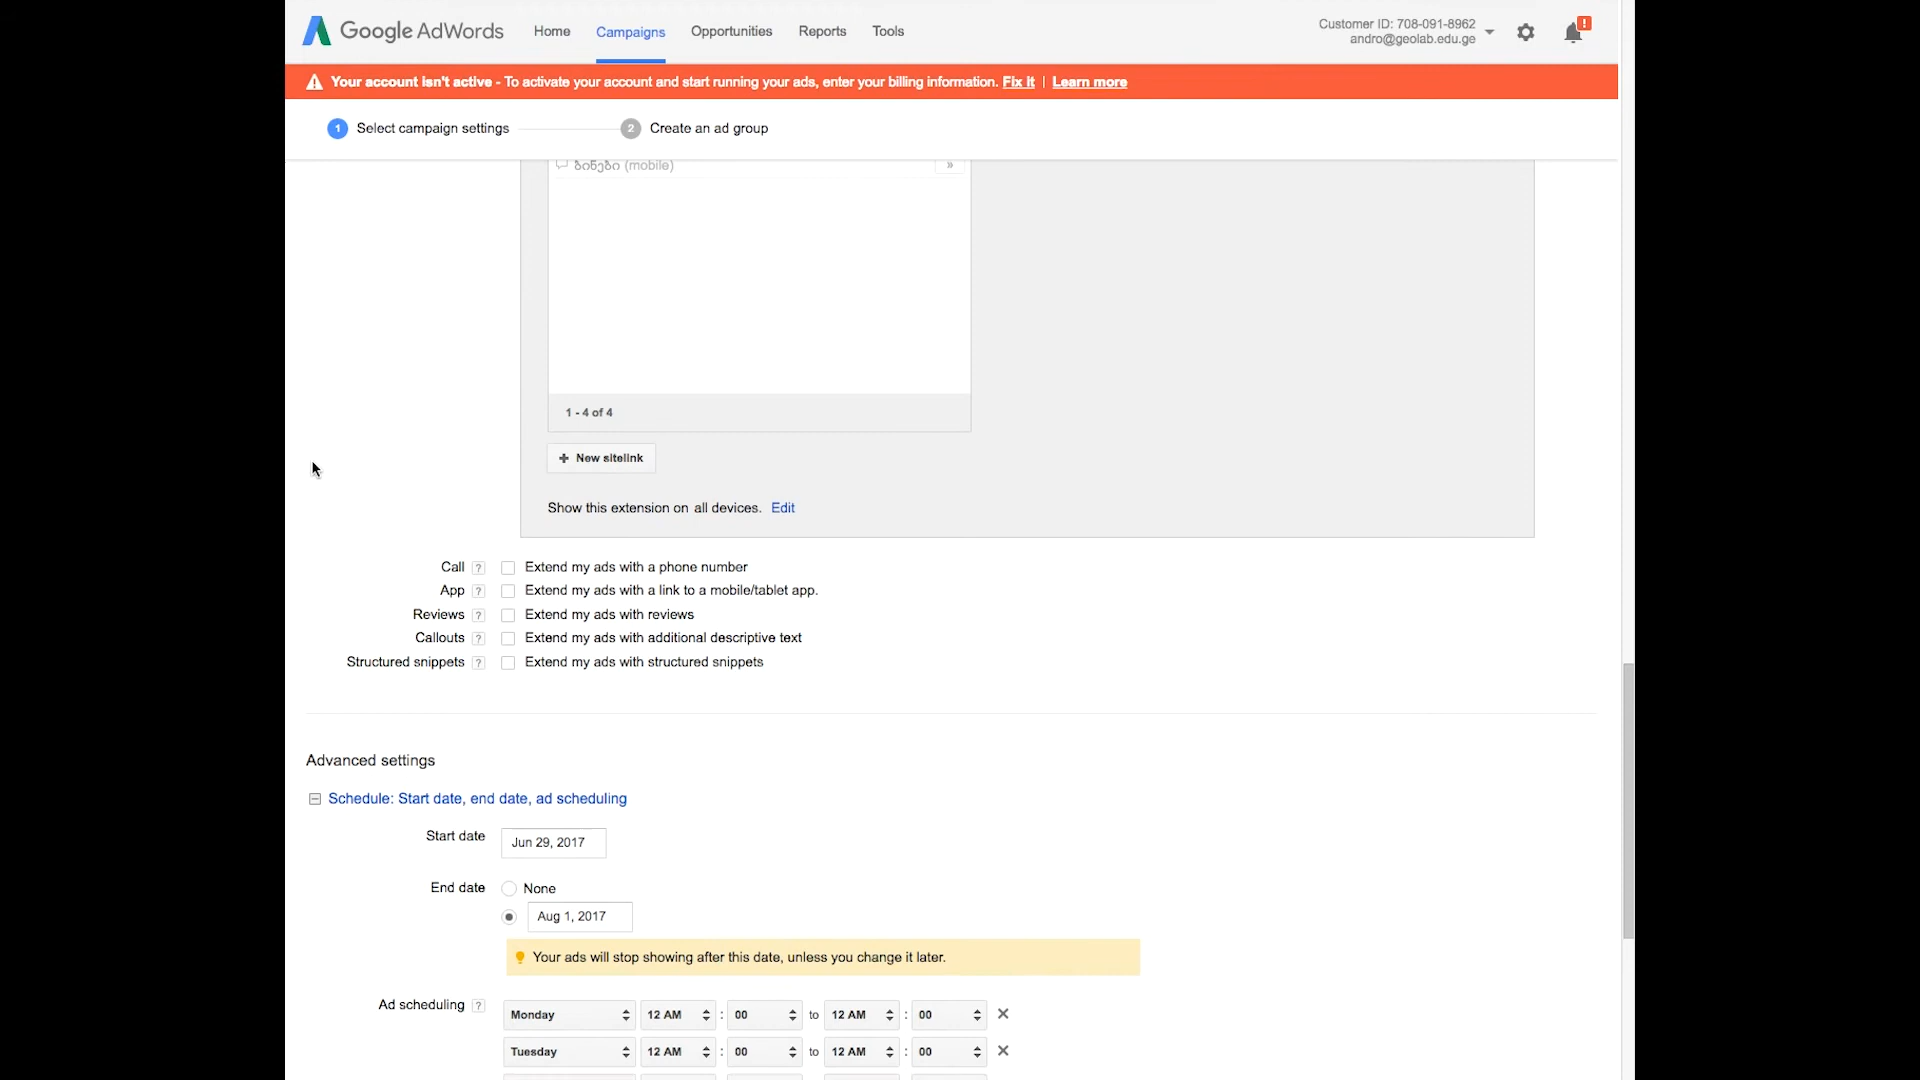 Google AdWords Home Campaigns Opportunities Reports Tools
Customer ID: 708-091-8962
andro@geolab.edu.ge
!
Your account isn't active - To activate your account and start running your ads, enter your billing information. Fix it | Learn more
1 Select campaign settings 2 Create an ad group
ბინები (mobile) »
1 - 4 of 4
+ New sitelink
Show this extension on all devices. Edit
Call ? Extend my ads with a phone number
App ? Extend my ads with a link to a mobile/tablet app.
Reviews ? Extend my ads with reviews
Callouts ? Extend my ads with additional descriptive text
Structured snippets ? Extend my ads with structured snippets
Advanced settings
Schedule: Start date, end date, ad scheduling
Start date Jun 29, 2017
End date None
Aug 1, 2017
Your ads will stop showing after this date, unless you change it later.
Ad scheduling ? Monday 12 AM : 00 to 12 AM : 00
Tuesday 12 AM : 00 to 12 AM : 00